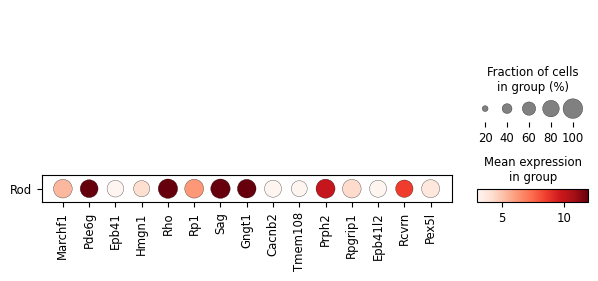 Fraction of cells
in group (%)
20 40 60 80 100
Mean expression
in group
5 10
Rod
Marchf1 Pde6g Epb41 Hmgn1 Rho Rp1 Sag Gngt1 Cacnb2 Tmem108 Prph2 Rpgrip1 Epb41l2 Rcvrn Pex5l